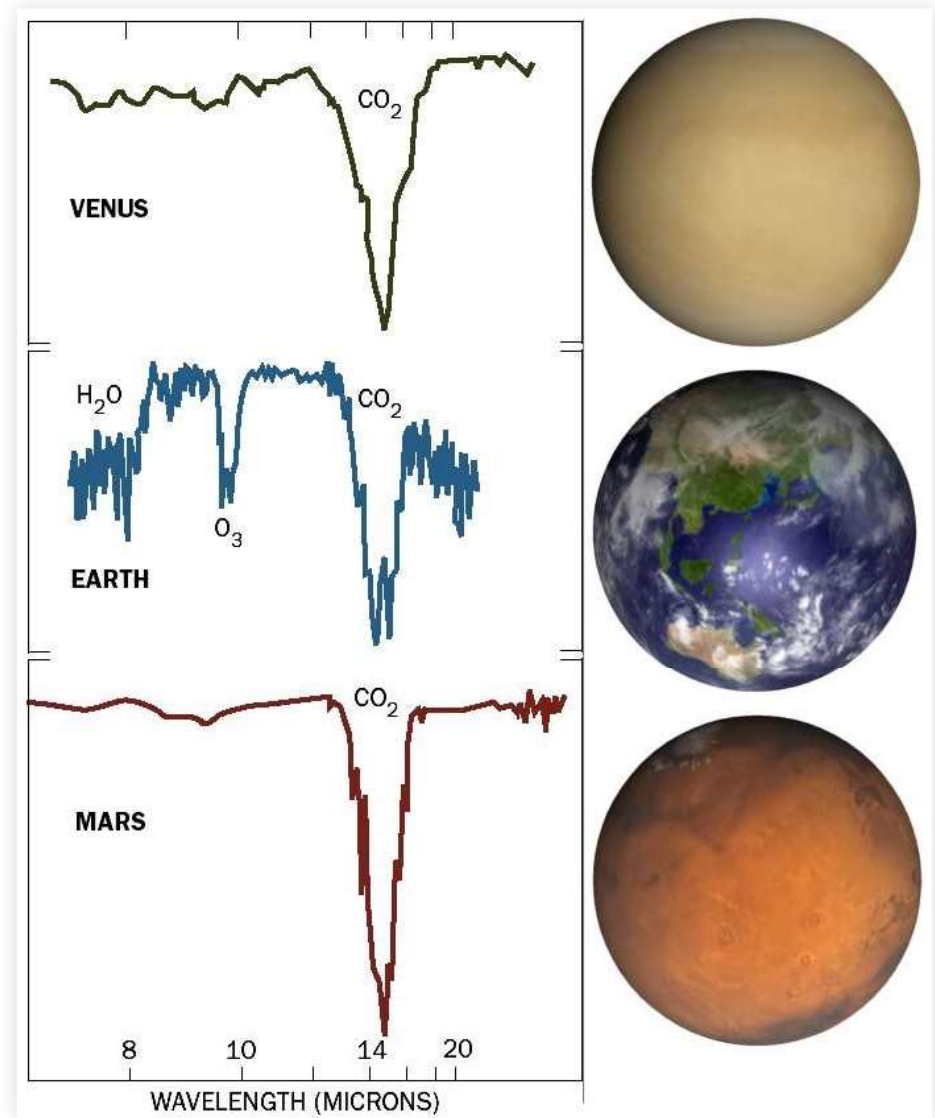 CO₂
VENUS
H₂O
CO₂
O₃
EARTH
CO₂
MARS
8 10 14 20
WAVELENGTH (MICRONS)